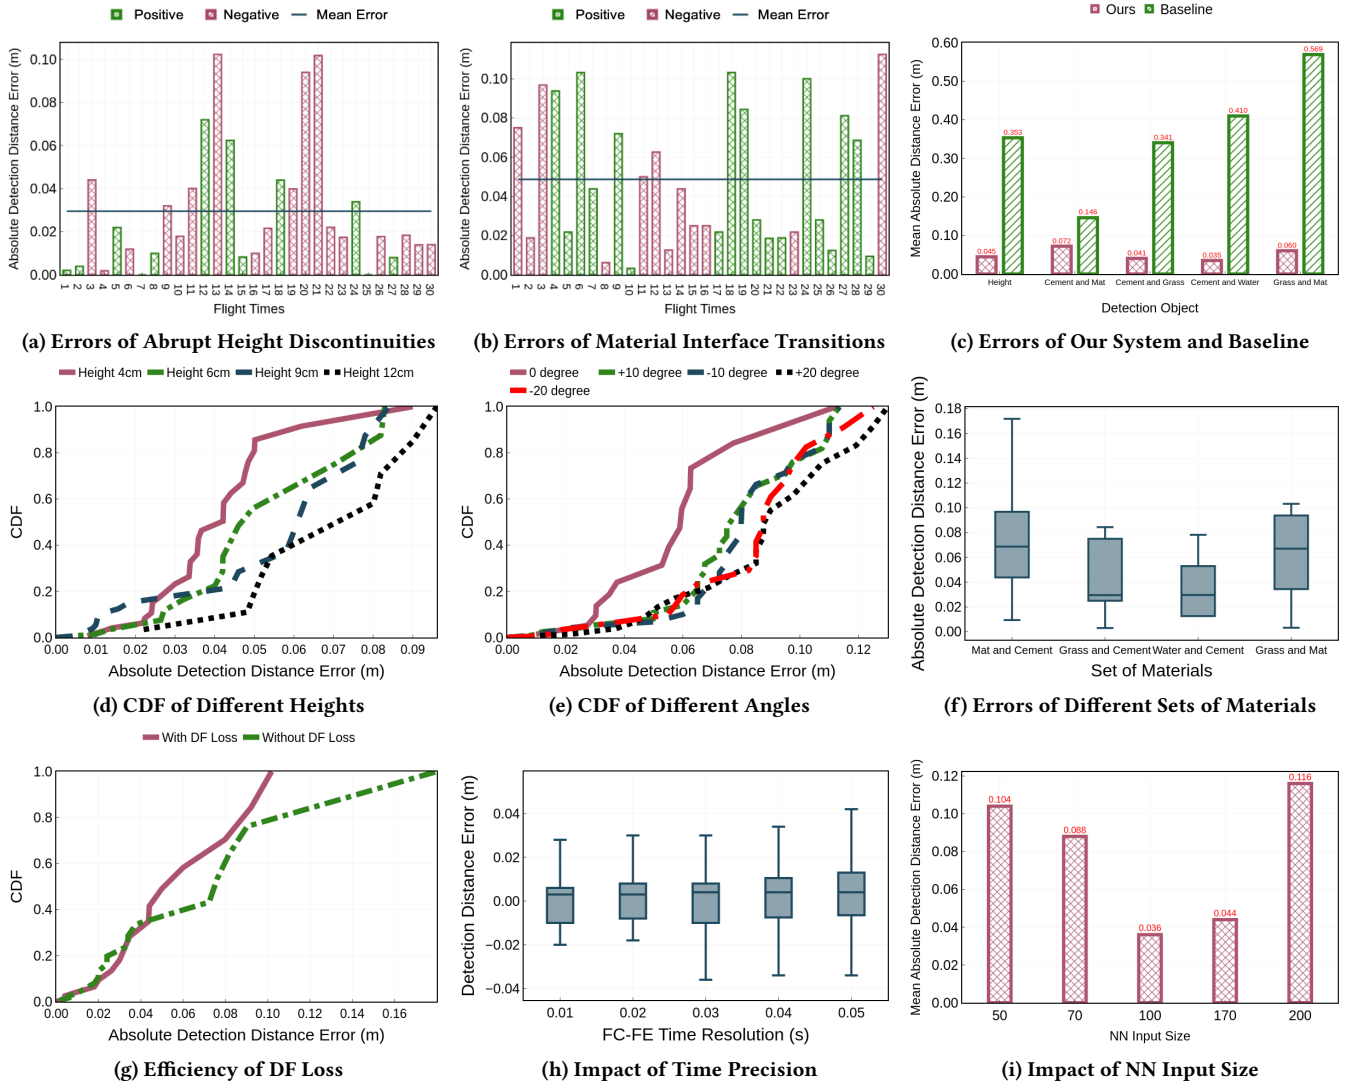 Positive Negative Mean Error
Absolute Detection Distance Error (m)
0.10
0.08
0.06
0.04
0.02
0.00
1 2 3 4 5 6 7 8 9 10 11 12 13 14 15 16 17 18 19 20 21 22 23 24 25 26 27 28 29 30
Flight Times
(a) Errors of Abrupt Height Discontinuities
Positive Negative Mean Error
Absolute Detection Distance Error (m)
0.10
0.08
0.06
0.04
0.02
0.00
1 2 3 4 5 6 7 8 9 10 11 12 13 14 15 16 17 18 19 20 21 22 23 24 25 26 27 28 29 30
Flight Times
(b) Errors of Material Interface Transitions
Ours Baseline
Mean Absolute Distance Error (m)
0.60
0.50
0.40
0.30
0.20
0.10
0.00
0.045 0.353 0.072 0.146 0.041 0.341 0.035 0.410 0.060 0.569
Height Cement and Mat Cement and Grass Cement and Water Grass and Mat
Detection Object
(c) Errors of Our System and Baseline
Height 4cm Height 6cm Height 9cm Height 12cm
CDF
1.0
0.8
0.6
0.4
0.2
0.0
0.00 0.01 0.02 0.03 0.04 0.05 0.06 0.07 0.08 0.09
Absolute Detection Distance Error (m)
(d) CDF of Different Heights
0 degree +10 degree -10 degree +20 degree
-20 degree
CDF
1.0
0.8
0.6
0.4
0.2
0.0
0.00 0.02 0.04 0.06 0.08 0.10 0.12
Absolute Detection Distance Error (m)
(e) CDF of Different Angles
Absolute Detection Distance Error (m)
0.18
0.16
0.14
0.12
0.10
0.08
0.06
0.04
0.02
0.00
Mat and Cement Grass and Cement Water and Cement Grass and Mat
Set of Materials
(f) Errors of Different Sets of Materials
With DF Loss Without DF Loss
CDF
1.0
0.8
0.6
0.4
0.2
0.0
0.00 0.02 0.04 0.06 0.08 0.10 0.12 0.14 0.16
Absolute Detection Distance Error (m)
(g) Efficiency of DF Loss
Detection Distance Error (m)
0.04
0.02
0.00
−0.02
−0.04
0.01 0.02 0.03 0.04 0.05
FC-FE Time Resolution (s)
(h) Impact of Time Precision
Mean Absolute Detection Distance Error (m)
0.12
0.10
0.08
0.06
0.04
0.02
0.00
0.104 0.088 0.036 0.044 0.116
50 70 100 170 200
NN Input Size
(i) Impact of NN Input Size